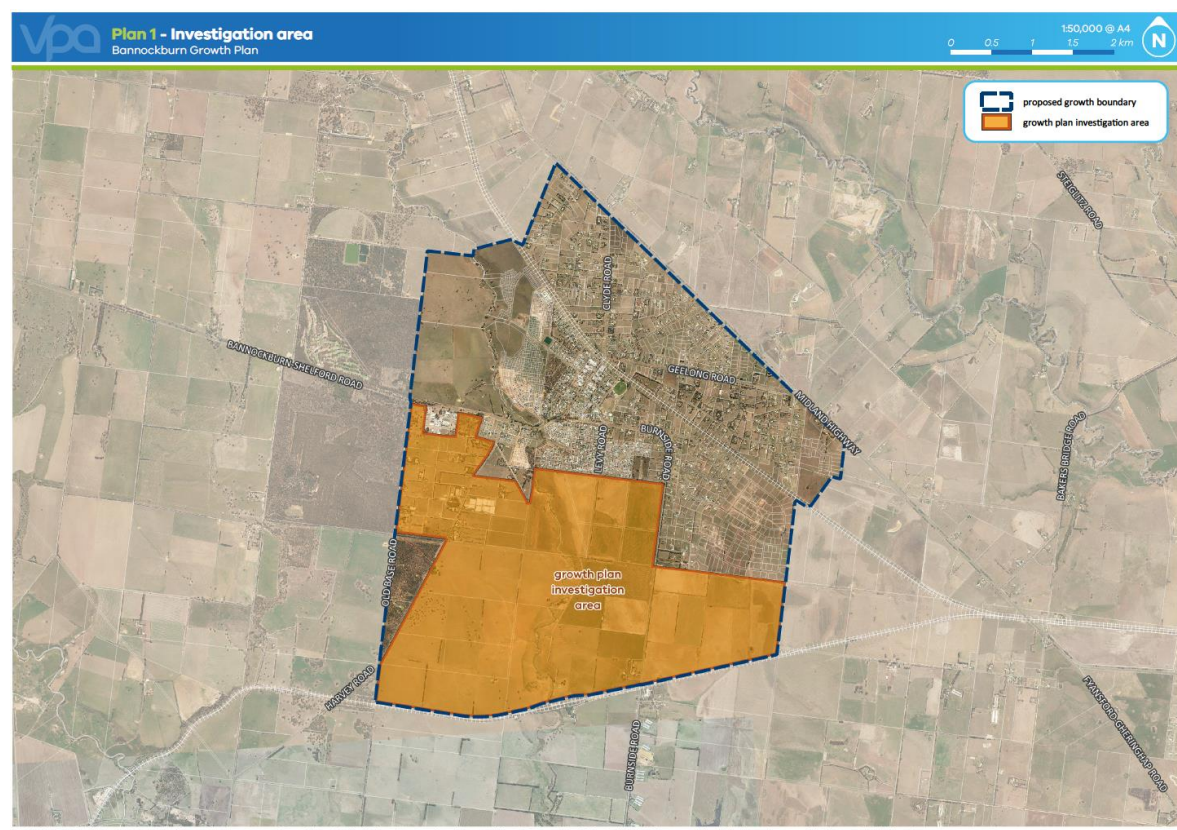 vpa
Plan 1 - Investigation area
Bannockburn Growth Plan
1:50,000 @ A4
0 0.5 1 1.5 2 km
N
proposed growth boundary
growth plan investigation area
STEIGLITZ ROAD
CLYDE ROAD
BANNOCKBURN-SHELFORD ROAD
GEELONG ROAD
MIDLAND HIGHWAY
LEVY ROAD
BURNSIDE ROAD
BAKERS BRIDGE ROAD
OLD BASE ROAD
growth plan
investigation
area
HARVEY ROAD
BURNSIDE ROAD
FYANSFORD-GHERINGHAP ROAD